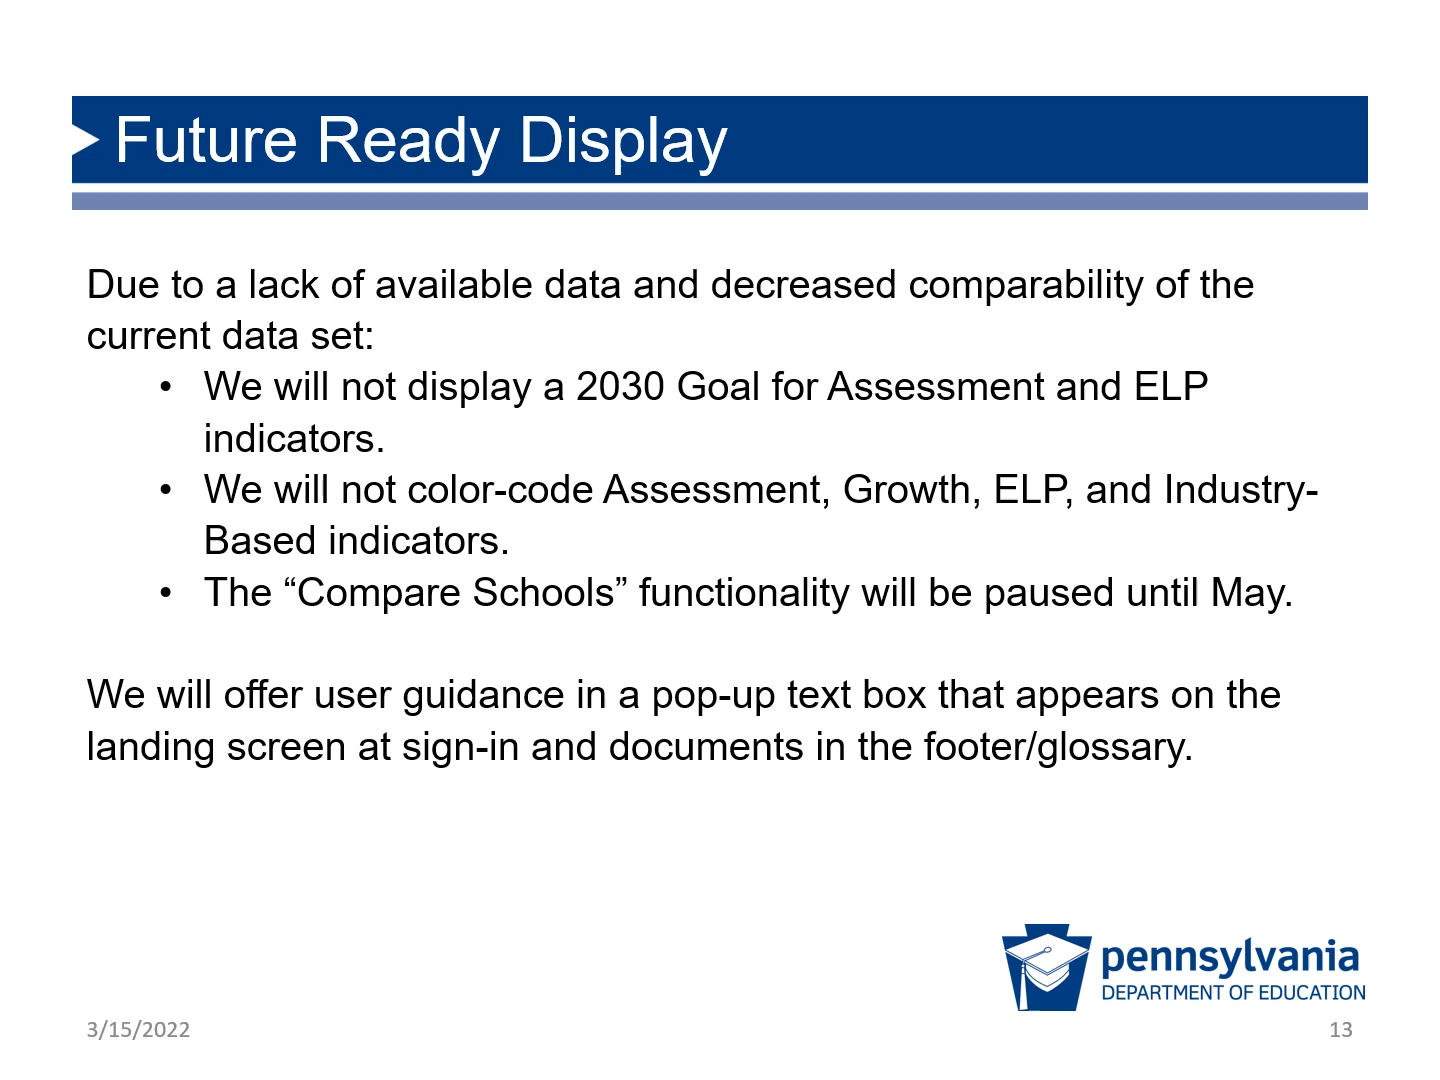 Future Ready Display
Due to a lack of available data and decreased comparability of the
current data set:
• We will not display a 2030 Goal for Assessment and ELP
indicators.
• We will not color-code Assessment, Growth, ELP, and Industry-
Based indicators.
• The “Compare Schools” functionality will be paused until May.
We will offer user guidance in a pop-up text box that appears on the
landing screen at sign-in and documents in the footer/glossary.
pennsylvania
DEPARTMENT OF EDUCATION
3/15/2022
13